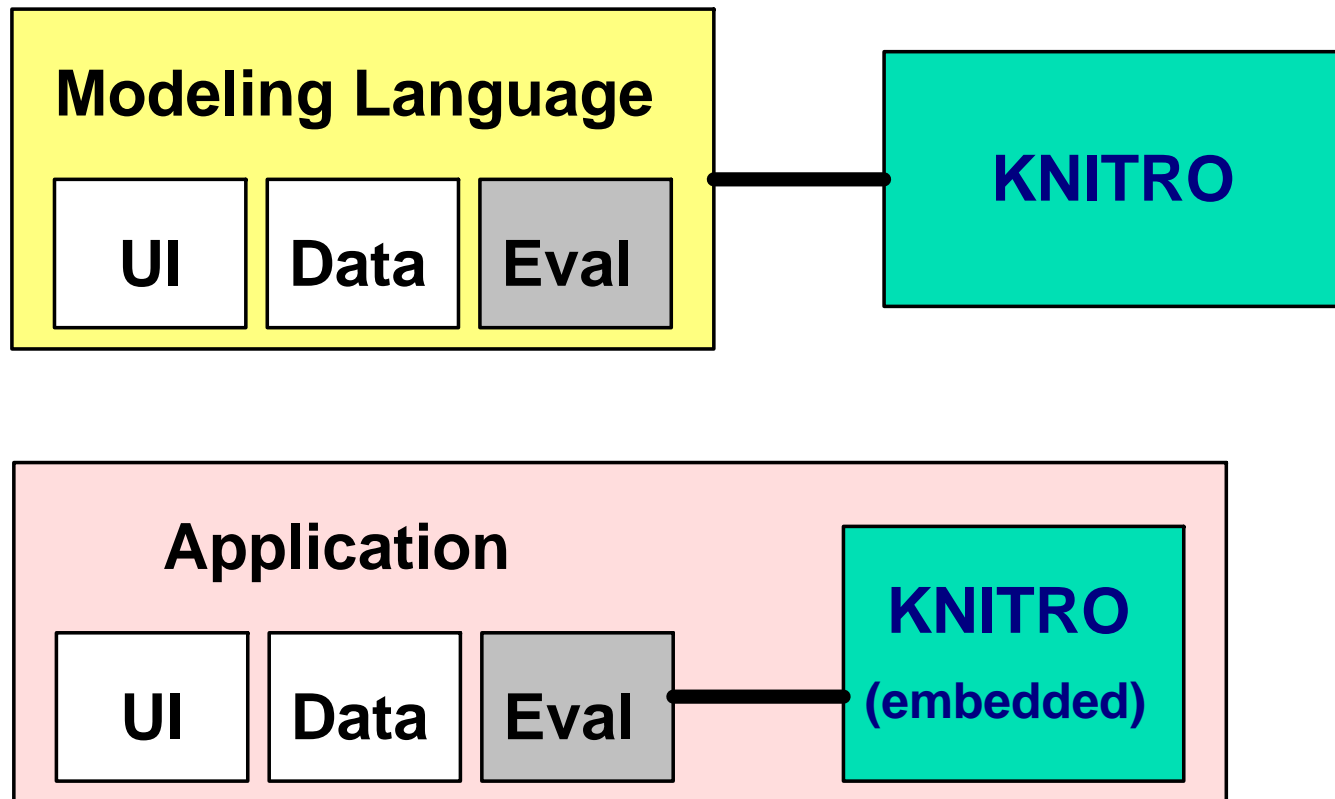 Modeling Language
KNITRO
UI
Data
Eval
Application
KNITRO
(embedded)
UI
Data
Eval